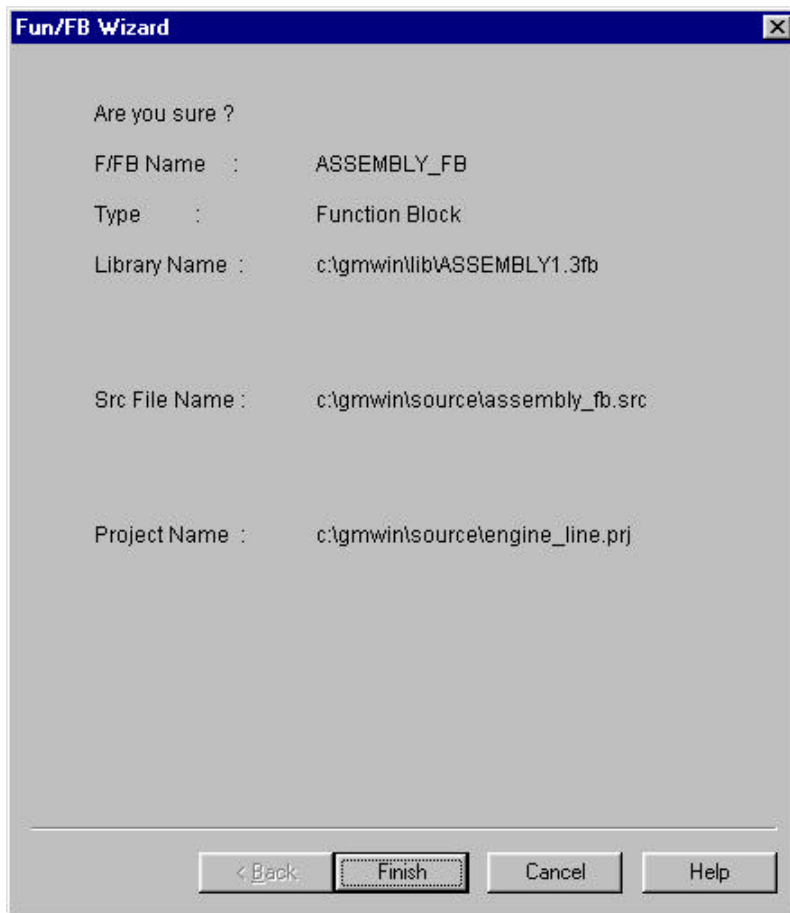 Fun/FB Wizard
Are you sure ?
F/FB Name : ASSEMBLY_FB
Type : Function Block
Library Name : c:\gmwin\lib\ASSEMBLY1.3fb
Src File Name : c:\gmwin\source\assembly_fb.src
Project Name : c:\gmwin\source\engine_line.prj
< Back Finish Cancel Help